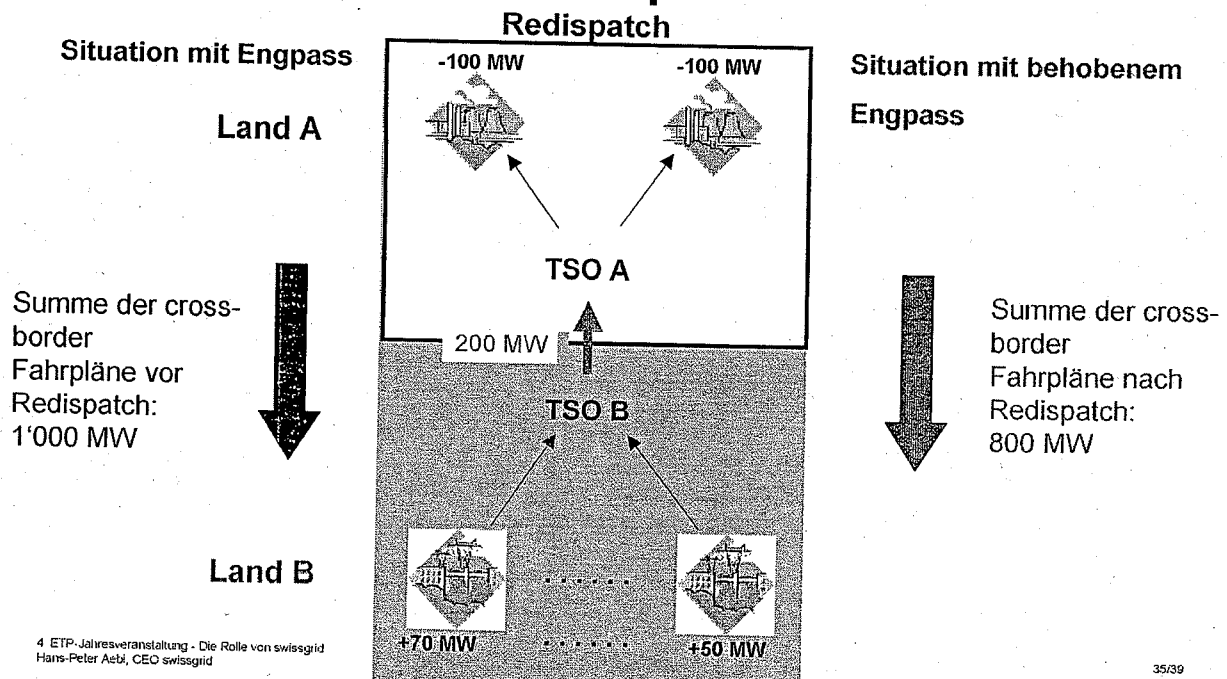 Redispatch
Situation mit Engpass
-100 MW
-100 MW
Situation mit behobenem
Engpass
Land A
TSO A
Summe der cross-
border
Fahrpläne vor
Redispatch:
1'000 MW
200 MW
Summe der cross-
border
Fahrpläne nach
Redispatch:
800 MW
TSO B
Land B
+70 MW
+50 MW
4 ETP-Jahresveranstaltung - Die Rolle von swissgrid
Hans-Peter Aebi, CEO swissgrid
35/39